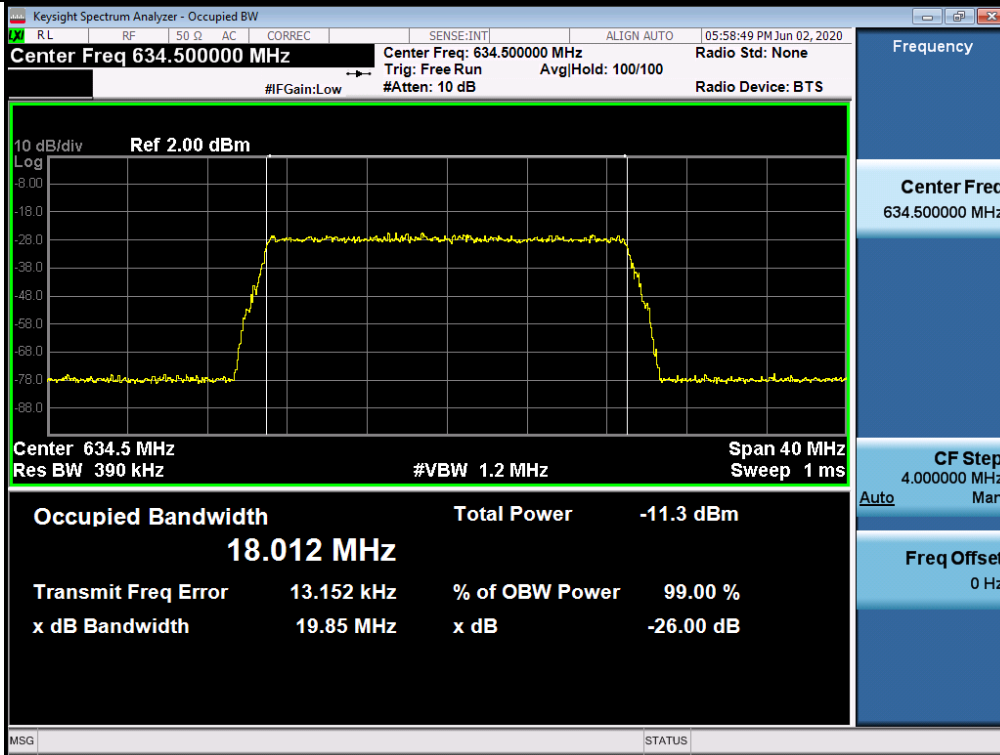 Keysight Spectrum Analyzer - Occupied BW
LXI RL RF 50 Ω AC CORREC SENSE:INT ALIGN AUTO 05:58:49 PM Jun 02, 2020
Center Freq 634.500000 MHz
Center Freq: 634.500000 MHz
Radio Std: None
Trig: Free Run Avg|Hold: 100/100
#IFGain:Low
#Atten: 10 dB
Radio Device: BTS
10 dB/div Ref 2.00 dBm
Log
-8.00
-18.0
-28.0
-38.0
-48.0
-58.0
-68.0
-78.0
-88.0
Center 634.5 MHz Span 40 MHz
Res BW 390 kHz #VBW 1.2 MHz Sweep 1 ms
Occupied Bandwidth
18.012 MHz
Total Power -11.3 dBm
Transmit Freq Error 13.152 kHz % of OBW Power 99.00 %
x dB Bandwidth 19.85 MHz x dB -26.00 dB
Frequency
Center Freq
634.500000 MHz
CF Step
4.000000 MHz
Auto Man
Freq Offset
0 Hz
MSG STATUS